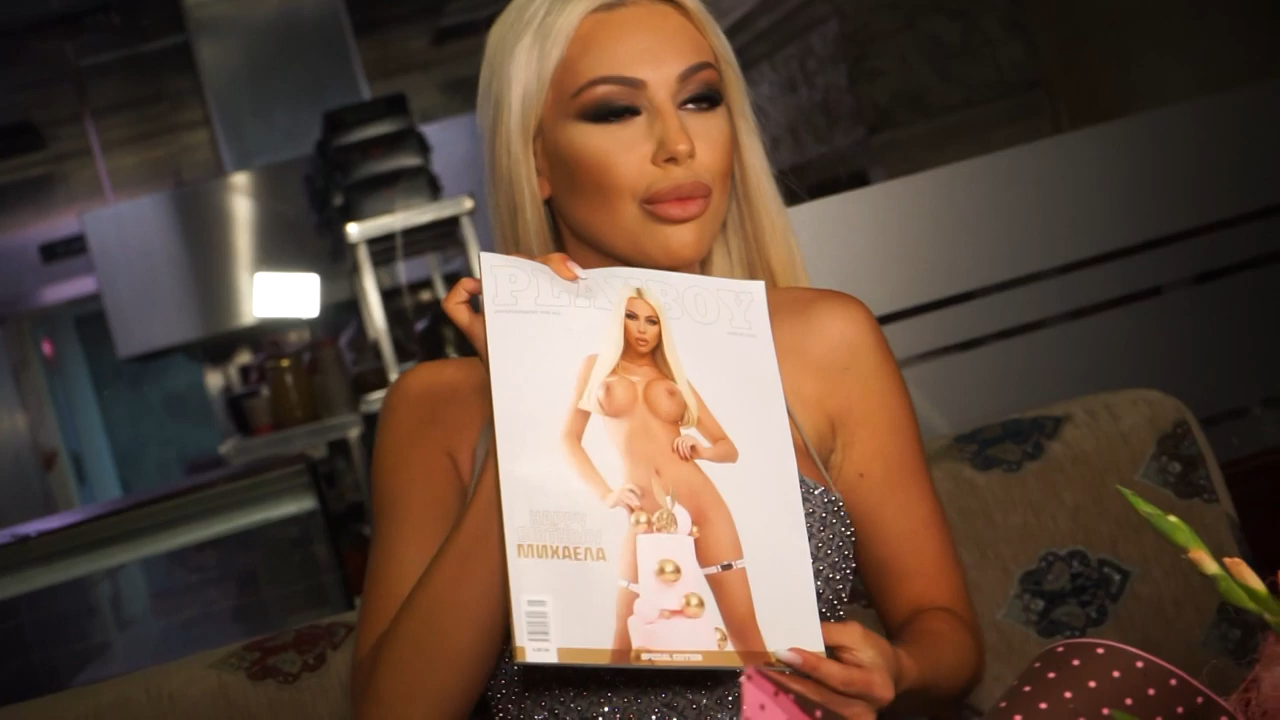 PLAYBOY
HAPPY
BIRTHDAY
МИХАЕЛА
SPECIAL EDITION